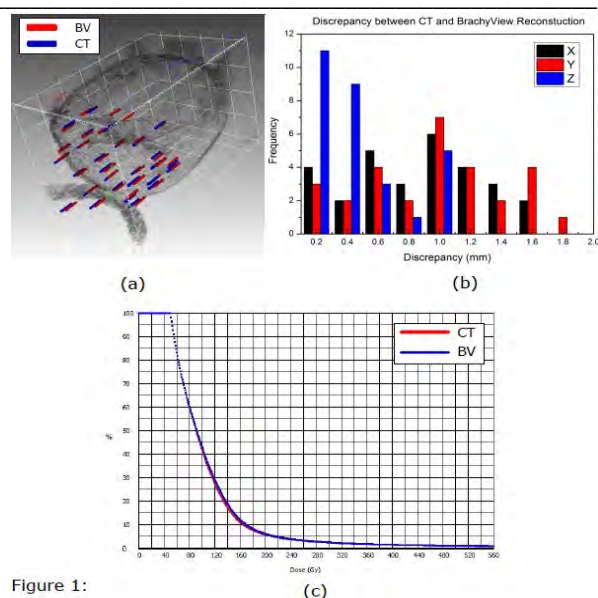 BV
CT
(a)
Discrepancy between CT and BrachyView Reconstuction
X
Y
Z
Frequency
12
10
8
6
4
2
0
0.2 0.4 0.6 0.8 1.0 1.2 1.4 1.6 1.8 2.0
Discrepancy (mm)
(b)
CT
BV
%
100
90
80
70
60
50
40
30
20
10
0
0 40 80 120 160 200 240 280 320 360 400 440 480 520 560
Dose (Gy)
Figure 1:
(c)